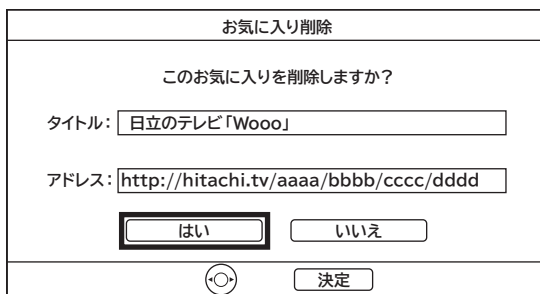 お気に入り削除
このお気に入りを削除しますか？
タイトル： 日立のテレビ「Wooo」
アドレス： http://hitachi.tv/aaaa/bbbb/cccc/dddd
はい いいえ
決定